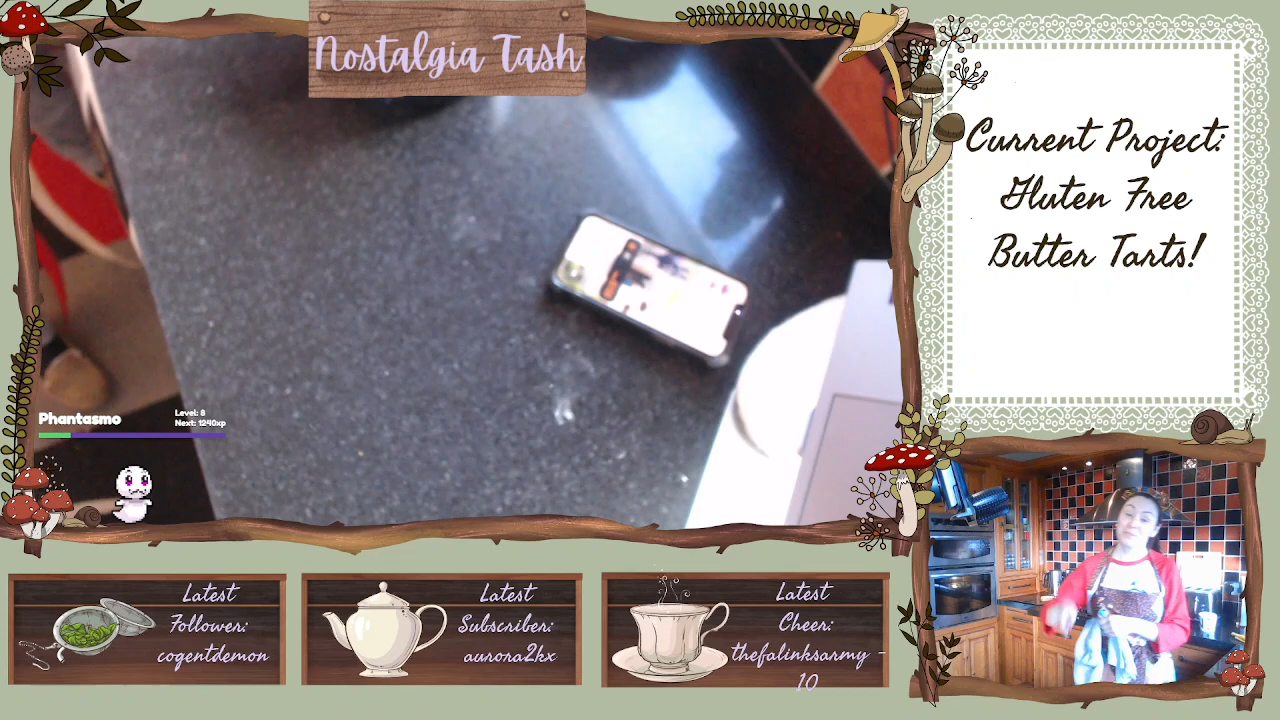 Nostalgia Tash
Current Project:
Gluten Free
Butter Tarts!
Phantasmo
Level: 8
Next: 1240xp
Latest
Follower:
cogentdemon
Latest
Subscriber:
aurora2kx
Latest
Cheer:
thefalinksarmy -
10